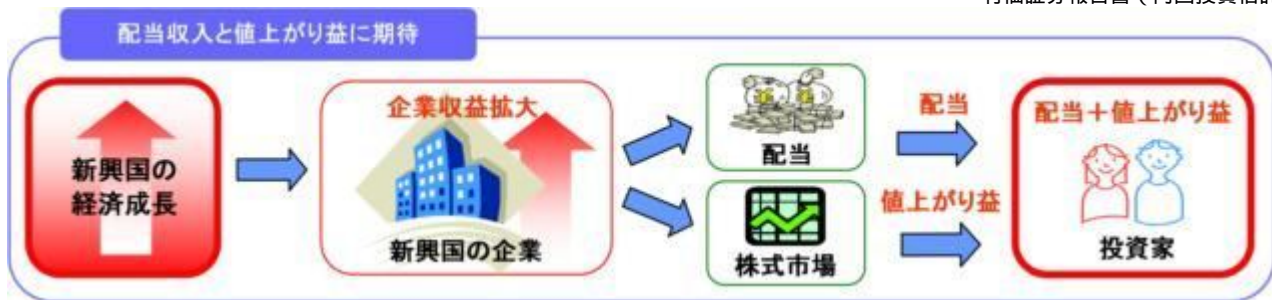 配当収入と値上がり益に期待
新興国の
経済成長
企業収益拡大
新興国の企業
配当
株式市場
配当
値上がり益
配当＋値上がり益
投資家